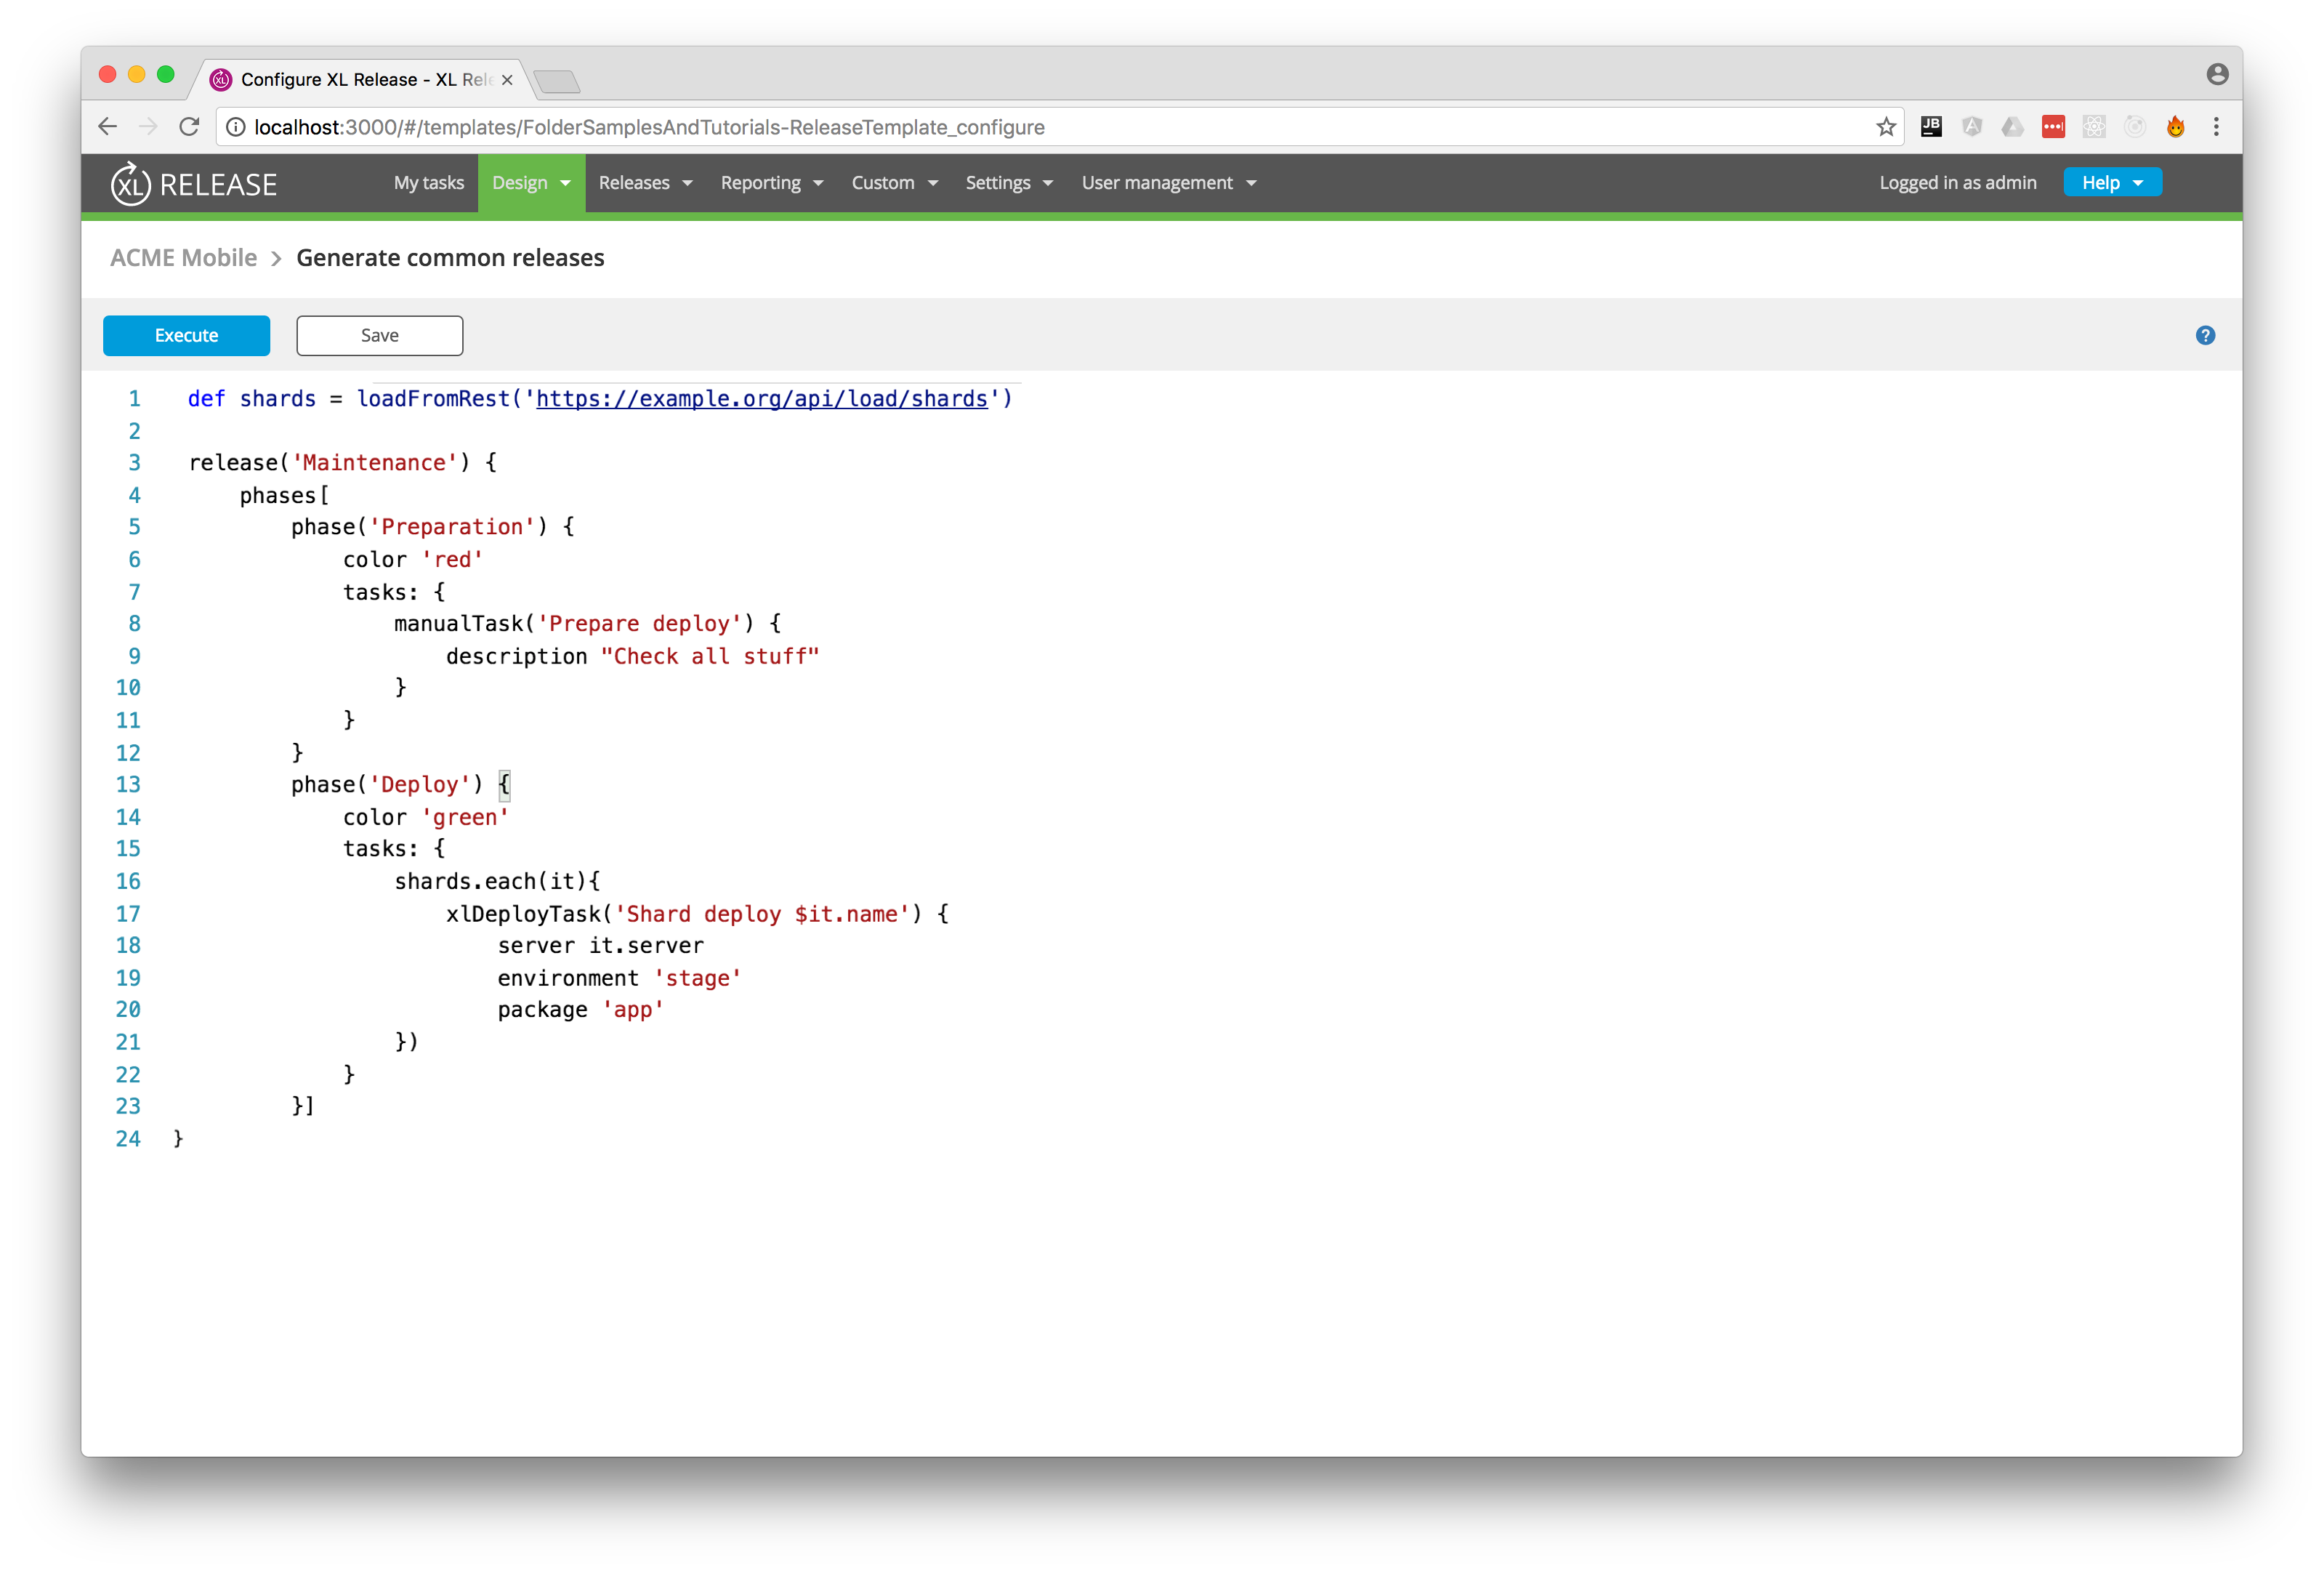 Configure XL Release - XL Rel
localhost:3000/#/templates/FolderSamplesAndTutorials-ReleaseTemplate_configure
JB
XL RELEASE My tasks Design Releases Reporting Custom Settings User management Logged in as admin Help
ACME Mobile > Generate common releases
Execute Save ?
1 def shards = loadFromRest('https://example.org/api/load/shards')
2
3 release('Maintenance') {
4 phases[
5 phase('Preparation') {
6 color 'red'
7 tasks: {
8 manualTask('Prepare deploy') {
9 description "Check all stuff"
10 }
11 }
12 }
13 phase('Deploy') {
14 color 'green'
15 tasks: {
16 shards.each(it){
17 xlDeployTask('Shard deploy $it.name') {
18 server it.server
19 environment 'stage'
20 package 'app'
21 })
22 }
23 }]
24 }